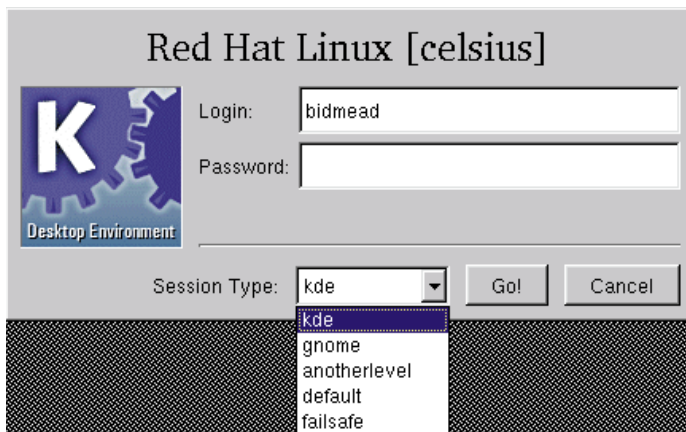 Red Hat Linux [celsius]
K
Desktop Environment
Login: bidmead
Password:
Session Type: kde Go! Cancel
kde
gnome
anotherlevel
default
failsafe